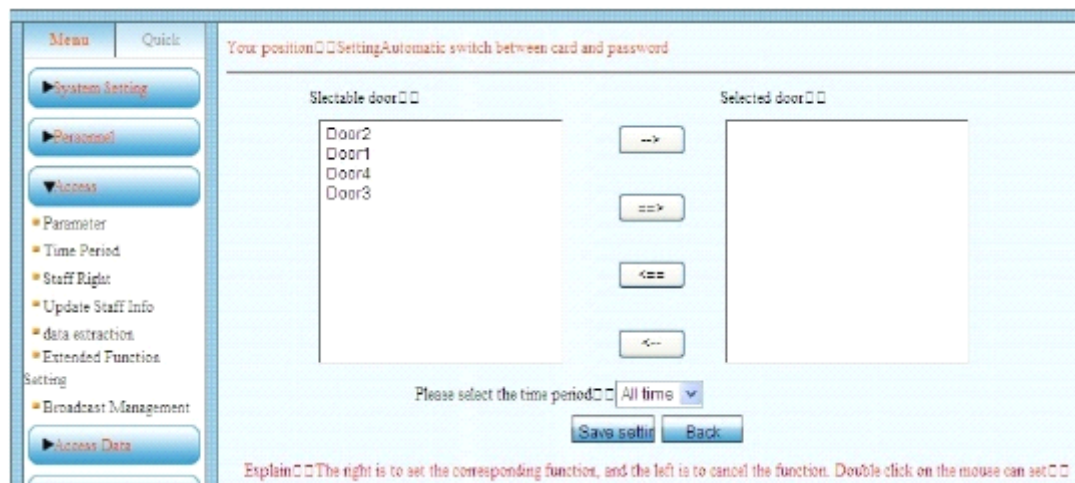 Menu
Quick
Your position□□SettingAutomatic switch between card and password
▶System Setting
▶Personnel
▼Access
Parameter
Time Period
Staff Right
Update Staff Info
data extraction
Extended Function
Setting
Broadcast Management
▶Access Data
Slectable door□□
Door2
Door1
Door4
Door3
-->
==>
<==
<--
Selected door□□
Please select the time period□□ All time
Save settin
Back
Explain□□The right is to set the corresponding function, and the left is to cancel the function. Double click on the mouse can set□□